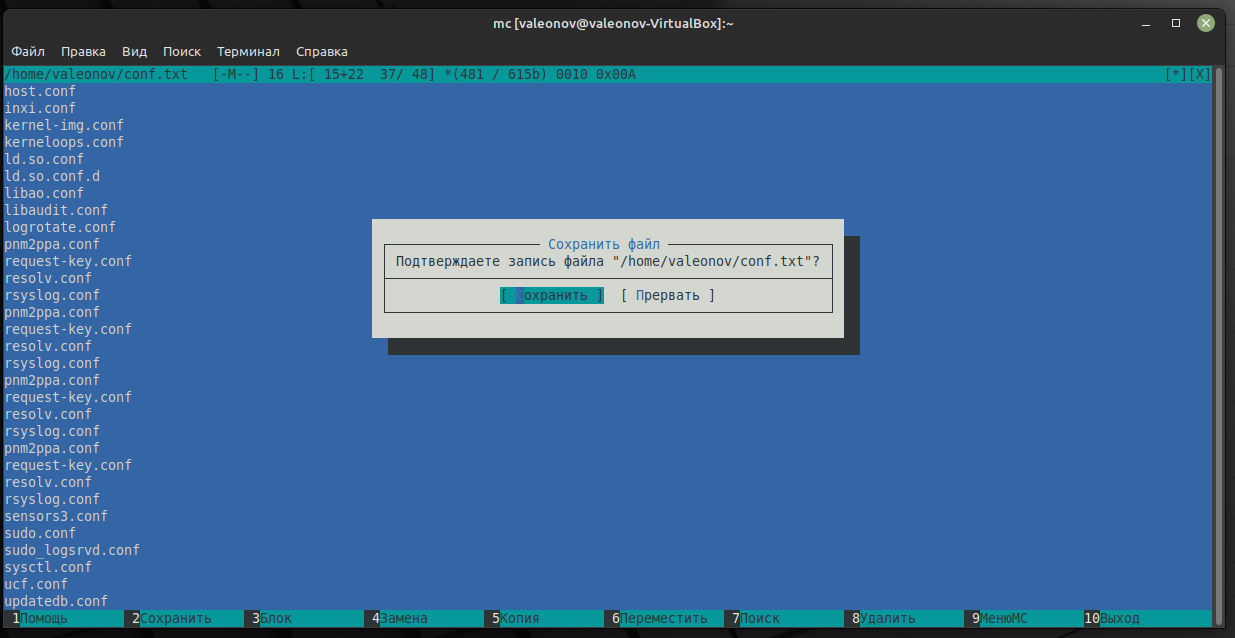 mc [valeonov@valeonov-VirtualBox]:~
Файл Правка Вид Поиск Терминал Справка
/home/valeonov/conf.txt [-M--] 16 L:[ 15+22 37/ 48] *(481 / 615b) 0010 0x00A [*][X]
host.conf
inxi.conf
kernel-img.conf
kerneloops.conf
ld.so.conf
ld.so.conf.d
libao.conf
libaudit.conf
logrotate.conf
pnm2ppa.conf
request-key.conf
resolv.conf
rsyslog.conf
pnm2ppa.conf
request-key.conf
resolv.conf
rsyslog.conf
pnm2ppa.conf
request-key.conf
resolv.conf
rsyslog.conf
pnm2ppa.conf
request-key.conf
resolv.conf
rsyslog.conf
sensors3.conf
sudo.conf
sudo_logsrvd.conf
sysctl.conf
ucf.conf
updatedb.conf
Сохранить файл
Подтверждаете запись файла "/home/valeonov/conf.txt"?
[ Сохранить ] [ Прервать ]
1Помощь 2Сохранить 3Блок 4Замена 5Копия 6Переместить 7Поиск 8Удалить 9МенюMC 10Выход